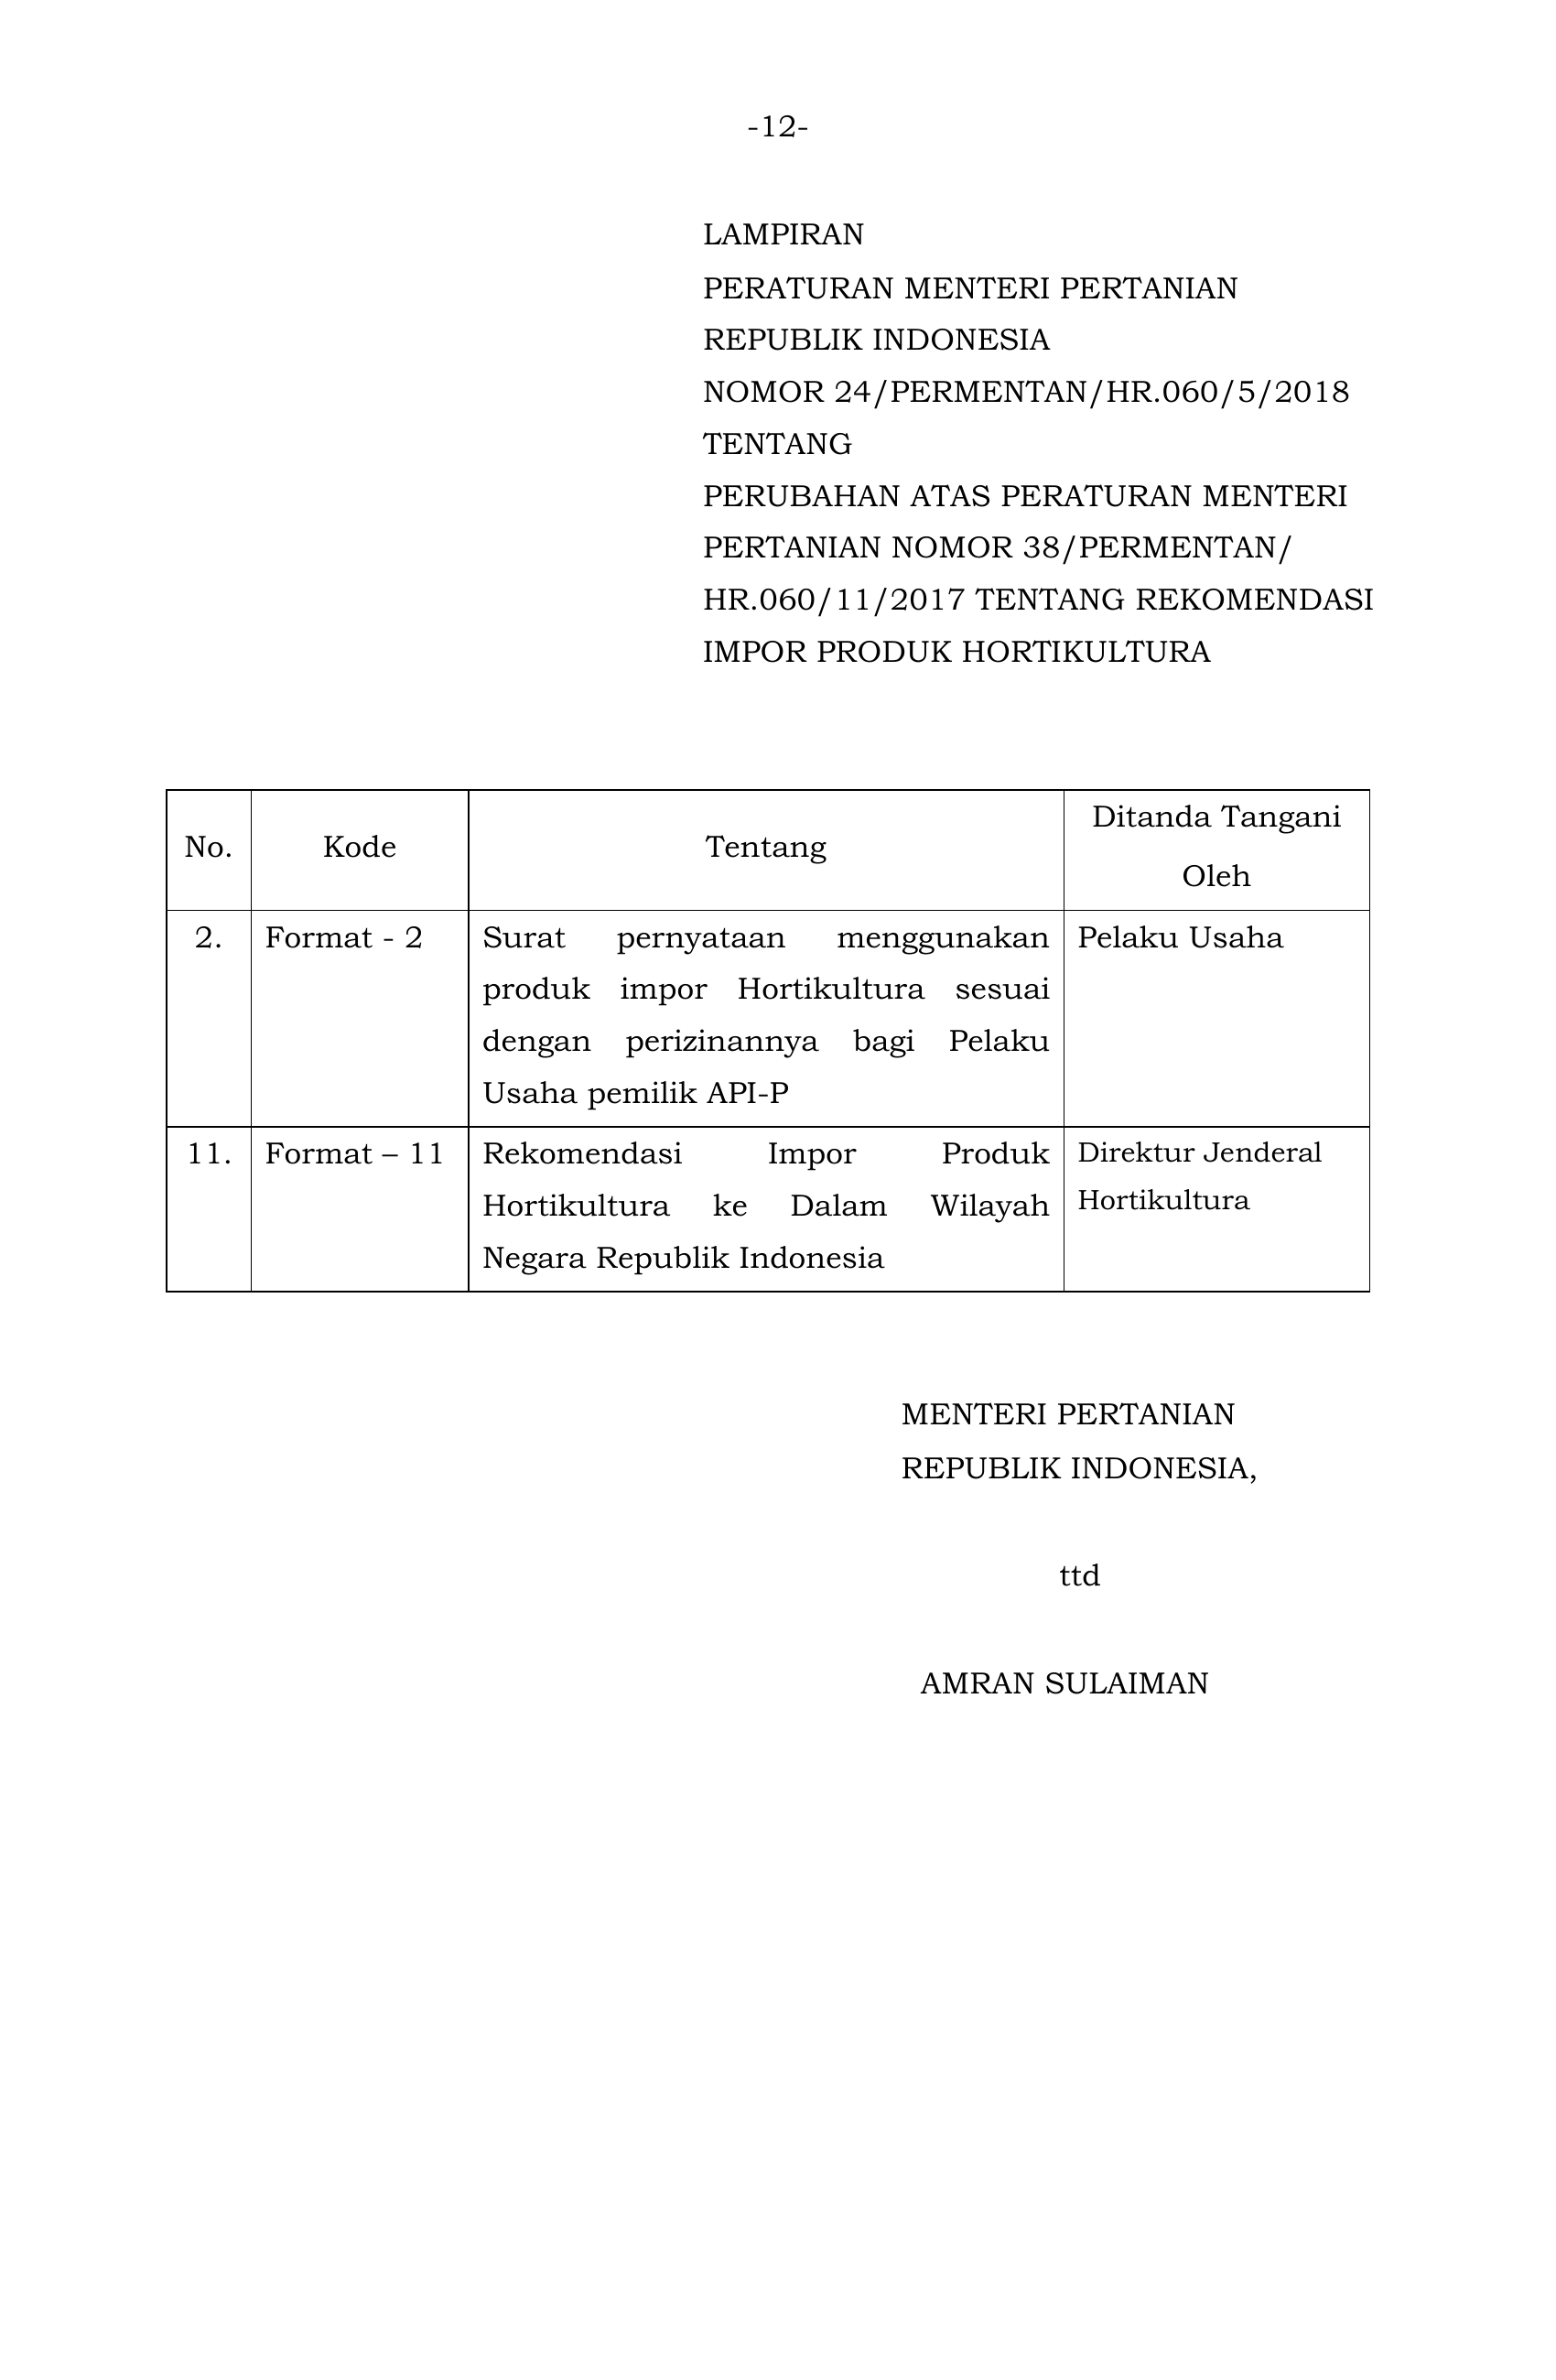 -12-
LAMPIRAN
PERATURAN MENTERI PERTANIAN
REPUBLIK INDONESIA
NOMOR 24/PERMENTAN/HR.060/5/2018
TENTANG
PERUBAHAN ATAS PERATURAN MENTERI
PERTANIAN NOMOR 38/PERMENTAN/
HR.060/11/2017 TENTANG REKOMENDASI
IMPOR PRODUK HORTIKULTURA
No. Kode Tentang Ditanda Tangani
Oleh
2. Format - 2 Surat pernyataan menggunakan Pelaku Usaha
produk impor Hortikultura sesuai
dengan perizinannya bagi Pelaku
Usaha pemilik API-P
11. Format – 11 Rekomendasi Impor Produk Direktur Jenderal
Hortikultura ke Dalam Wilayah Hortikultura
Negara Republik Indonesia
MENTERI PERTANIAN
REPUBLIK INDONESIA,
ttd
AMRAN SULAIMAN